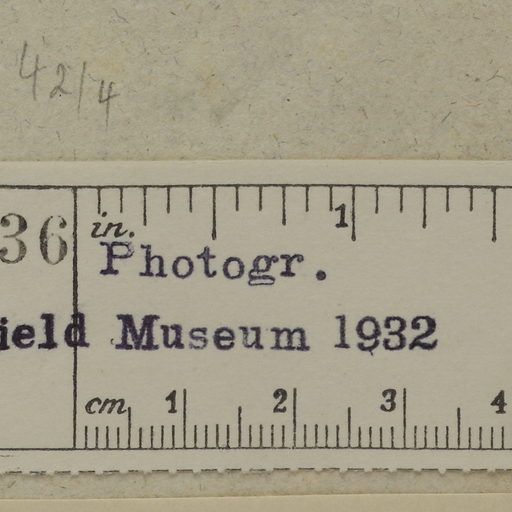 4214
36 in. 1
Photogr.
ield Museum 1932
cm 1 2 3 4